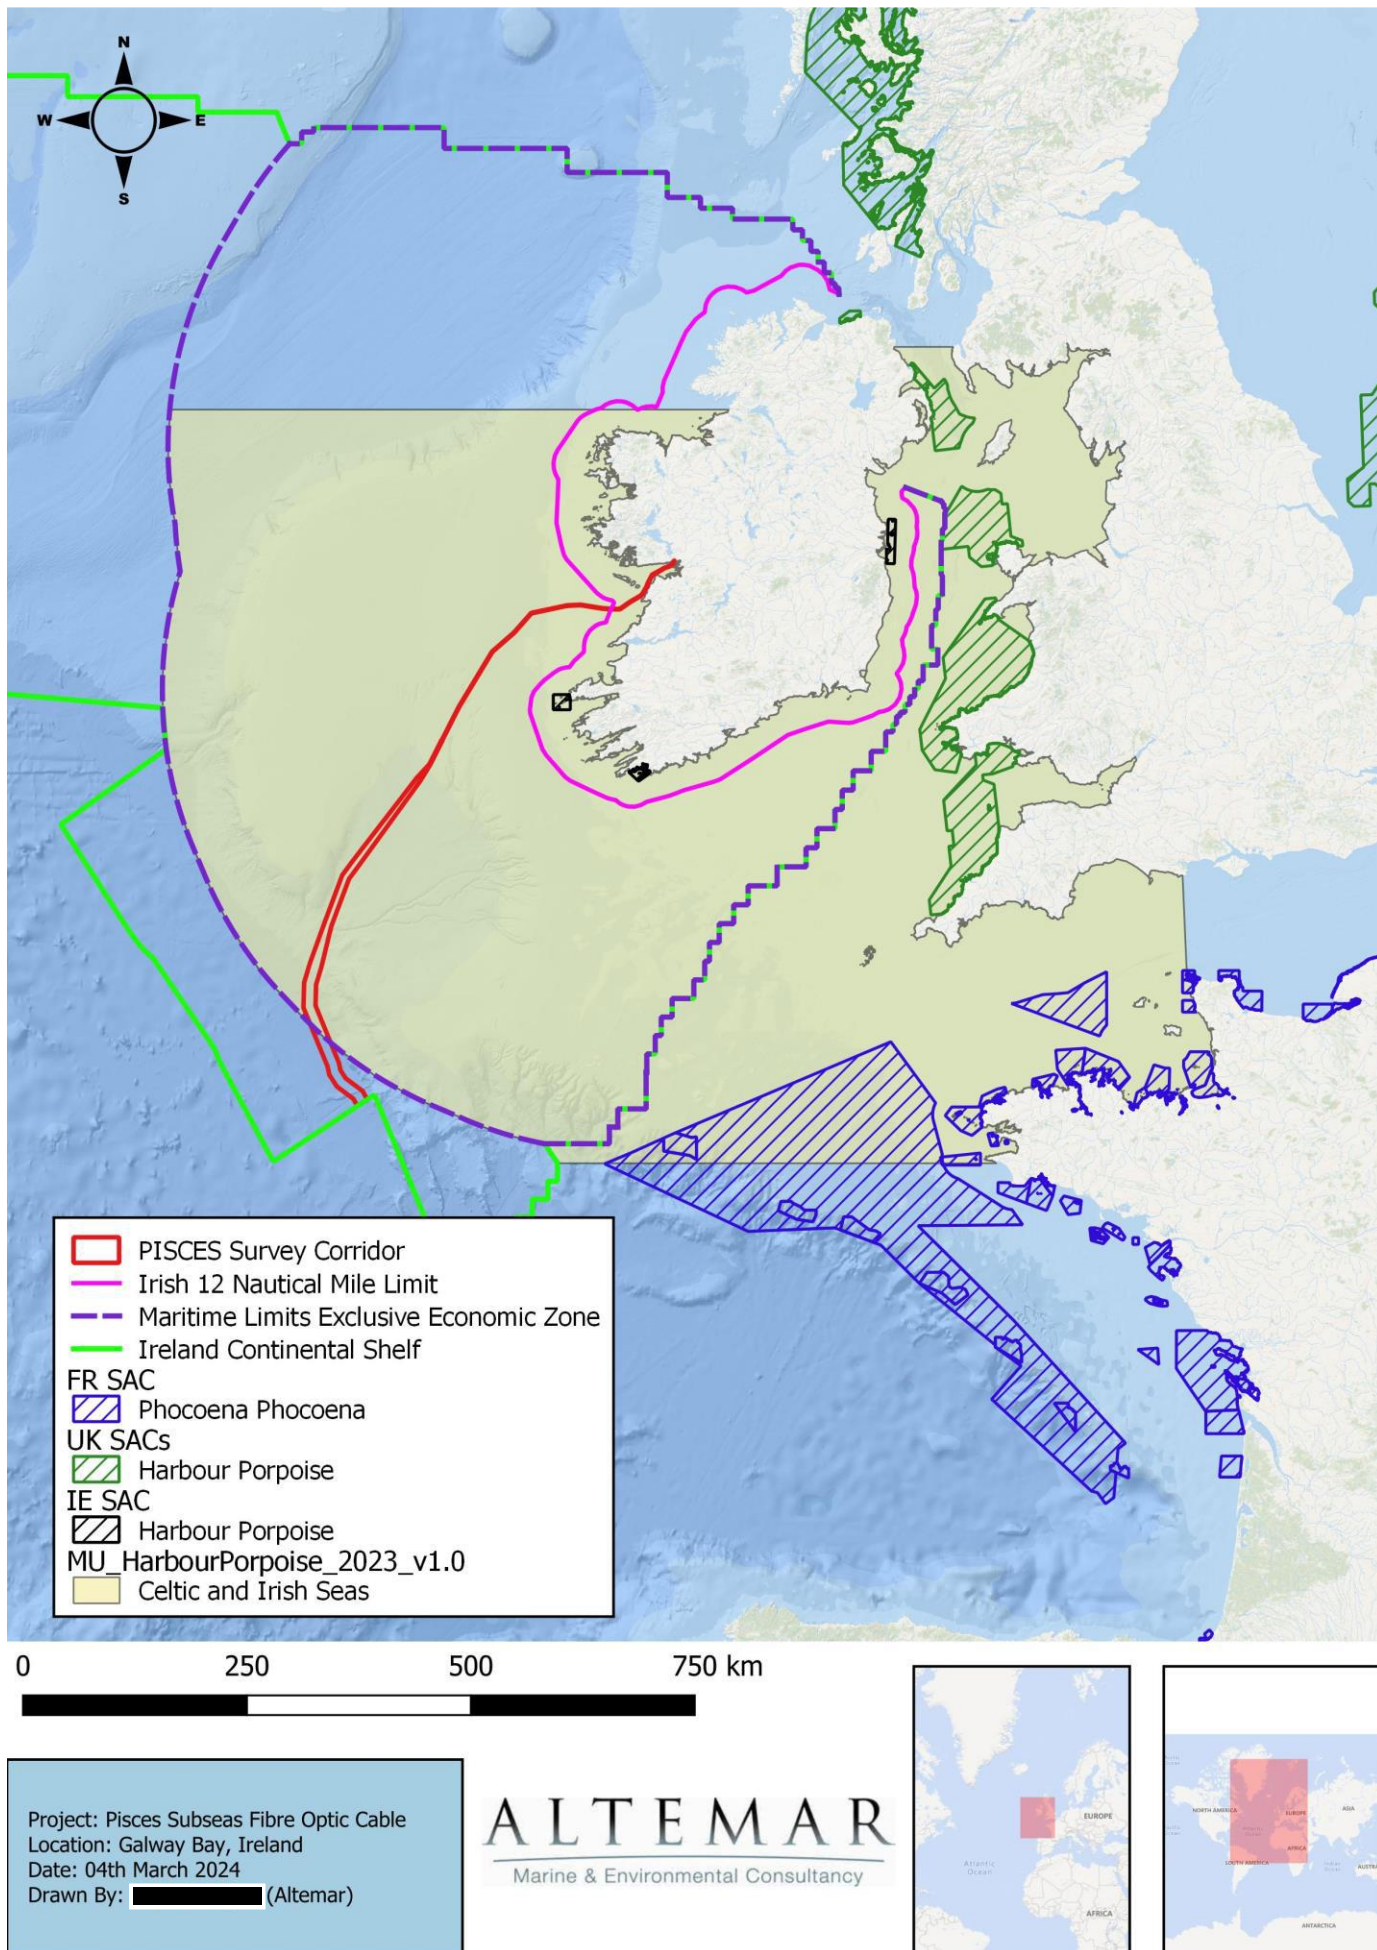 N
W E
S
PISCES Survey Corridor
Irish 12 Nautical Mile Limit
Maritime Limits Exclusive Economic Zone
Ireland Continental Shelf
FR SAC
Phocoena Phocoena
UK SACs
Harbour Porpoise
IE SAC
Harbour Porpoise
MU_HarbourPorpoise_2023_v1.0
Celtic and Irish Seas
0 250 500 750 km
Project: Pisces Subseas Fibre Optic Cable
Location: Galway Bay, Ireland
Date: 04th March 2024
Drawn By: (Altemar)
ALTEMAR
Marine & Environmental Consultancy
EUROPE
Atlantic
Ocean
AFRICA
NORTH AMERICA
EUROPE
ASIA
AFRICA
SOUTH AMERICA
ANTARCTICA